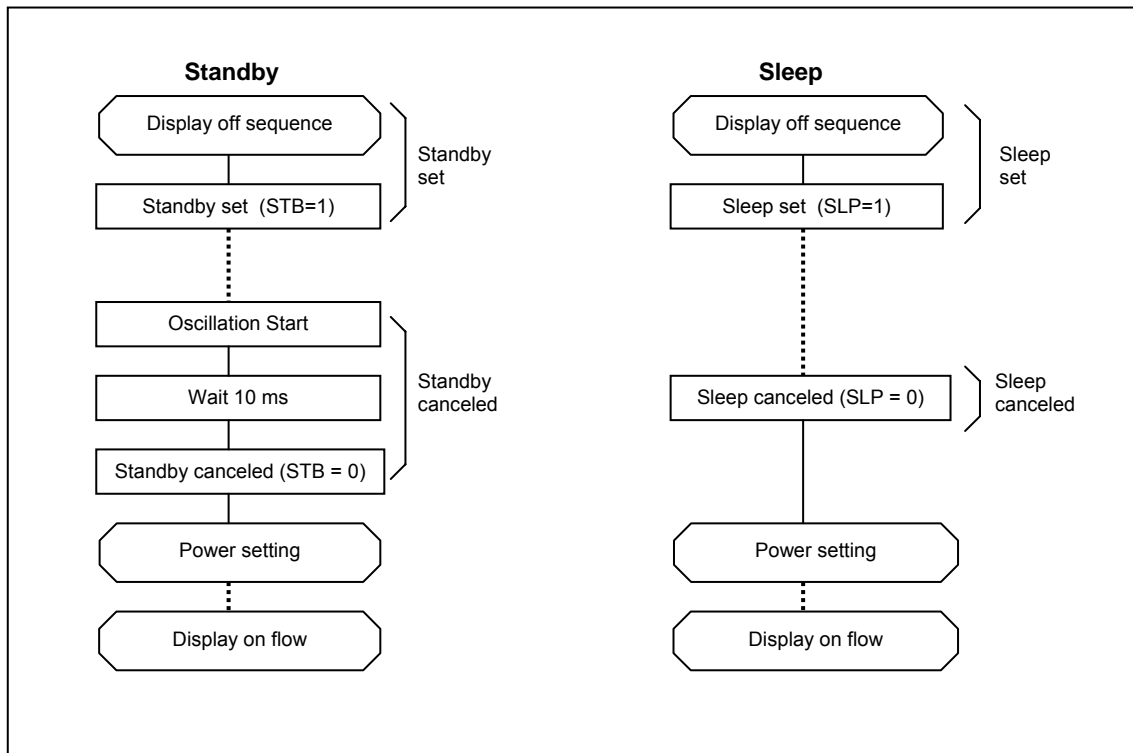 Standby
Display off sequence
Standby set (STB=1)
Standby
set
Oscillation Start
Wait 10 ms
Standby canceled (STB = 0)
Standby
canceled
Power setting
Display on flow
Sleep
Display off sequence
Sleep set (SLP=1)
Sleep
set
Sleep canceled (SLP = 0)
Sleep
canceled
Power setting
Display on flow